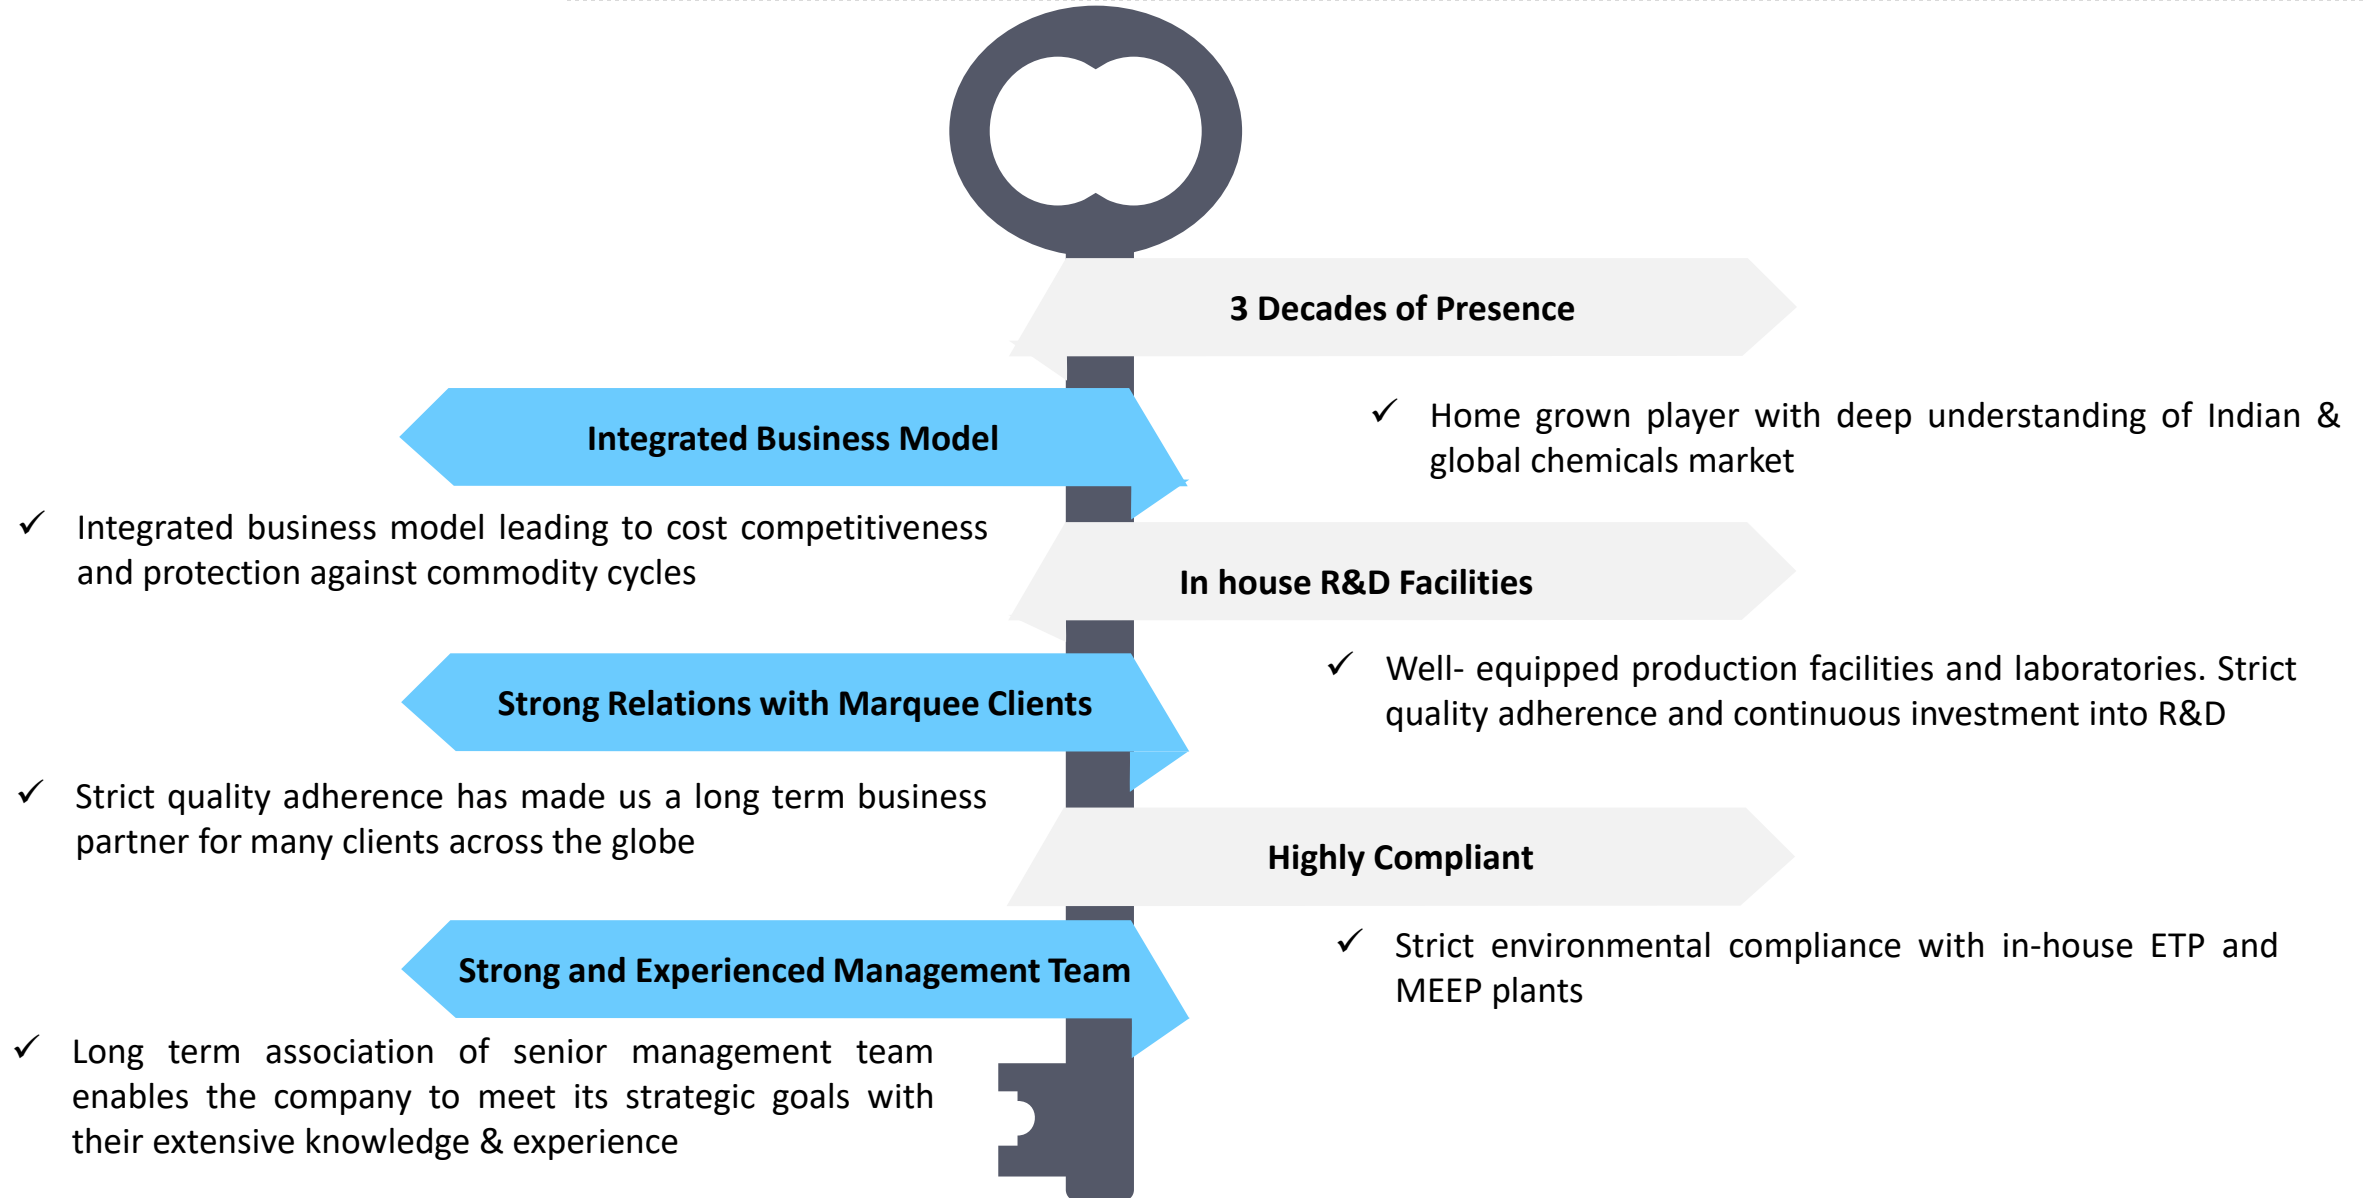 3 Decades of Presence
✓ Home grown player with deep understanding of Indian &
global chemicals market
Integrated Business Model
✓ Integrated business model leading to cost competitiveness
and protection against commodity cycles
In house R&D Facilities
✓ Well- equipped production facilities and laboratories. Strict
quality adherence and continuous investment into R&D
Strong Relations with Marquee Clients
✓ Strict quality adherence has made us a long term business
partner for many clients across the globe
Highly Compliant
✓ Strict environmental compliance with in-house ETP and
MEEP plants
Strong and Experienced Management Team
✓ Long term association of senior management team
enables the company to meet its strategic goals with
their extensive knowledge & experience